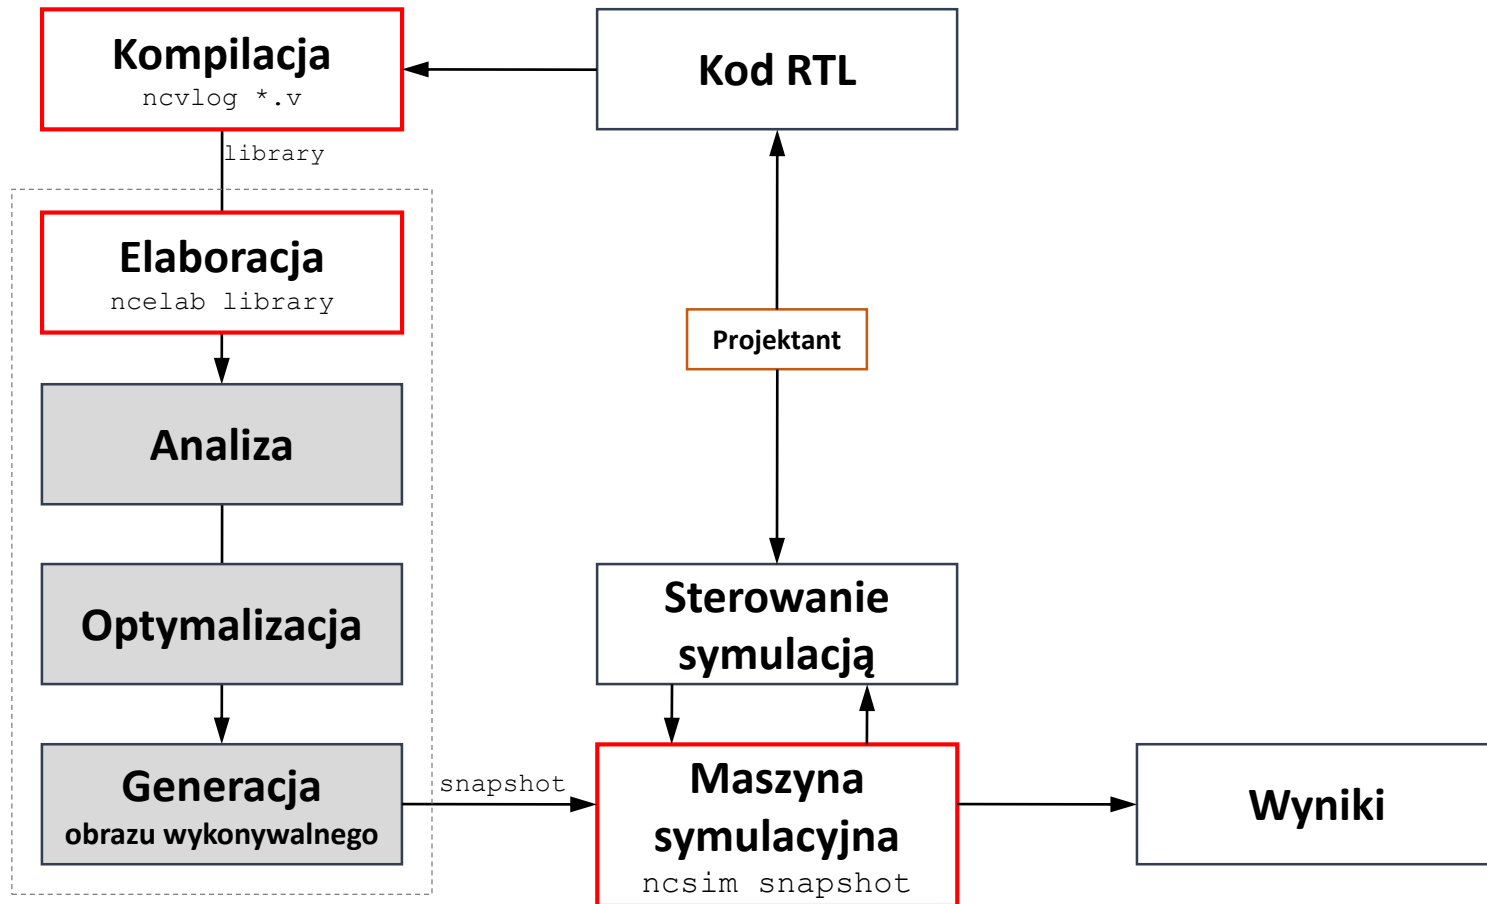 Kompilacja
ncvlog *.v
Kod RTL
library
Elaboracja
ncelab library
Projektant
Analiza
Optymalizacja
Sterowanie
symulacją
Generacja
obrazu wykonywalnego
snapshot
Maszyna
symulacyjna
ncsim snapshot
Wyniki